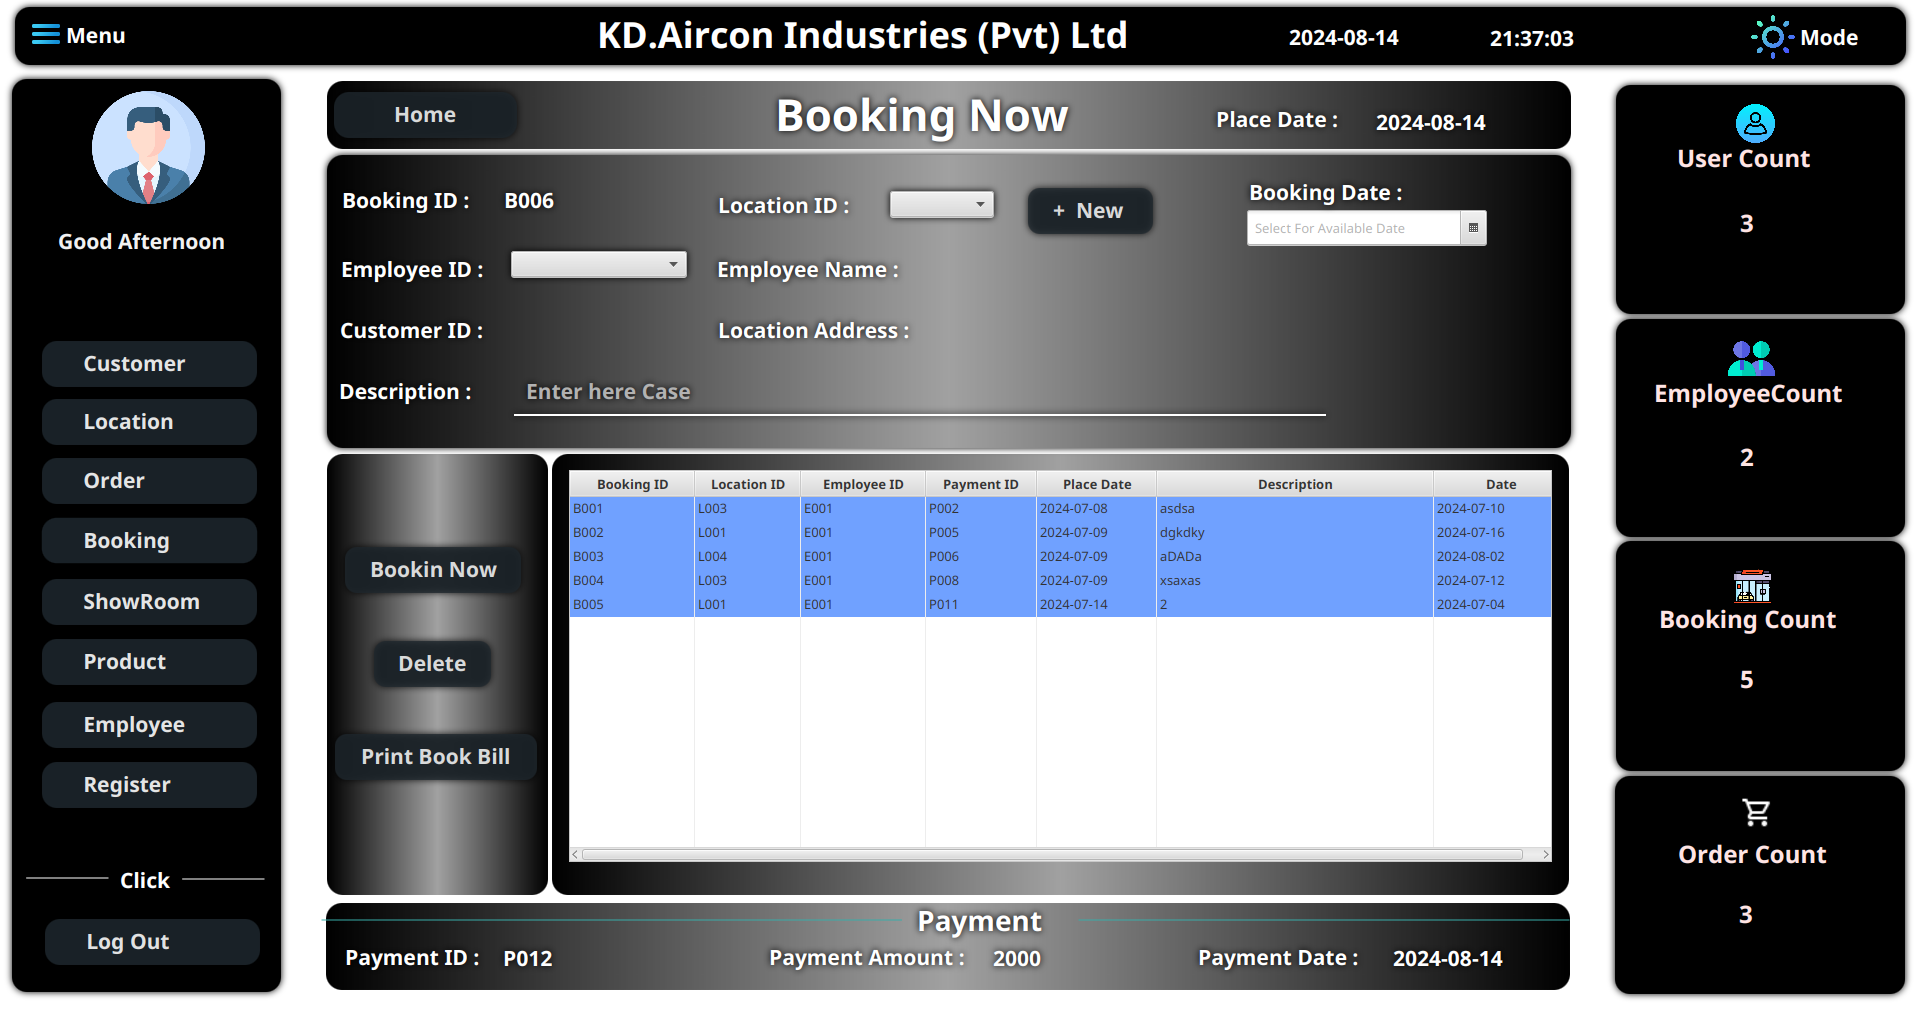 Menu
KD.Aircon Industries (Pvt) Ltd
2024-08-14
21:37:03
Mode
Good Afternoon
Customer
Location
Order
Booking
ShowRoom
Product
Employee
Register
Click
Log Out
Home
Booking Now
Place Date : 2024-08-14
Booking ID : B006
Location ID :
+ New
Booking Date :
Select For Available Date
Employee ID :
Employee Name :
Customer ID :
Location Address :
Description : Enter here Case
Bookin Now
Delete
Print Book Bill
Booking ID Location ID Employee ID Payment ID Place Date Description Date
B001 L003 E001 P002 2024-07-08 asdsa 2024-07-10
B002 L001 E001 P005 2024-07-09 dgkdky 2024-07-16
B003 L004 E001 P006 2024-07-09 aDADa 2024-08-02
B004 L003 E001 P008 2024-07-09 xsaxas 2024-07-12
B005 L001 E001 P011 2024-07-14 2 2024-07-04
Payment
Payment ID : P012
Payment Amount : 2000
Payment Date : 2024-08-14
User Count
3
EmployeeCount
2
Booking Count
5
Order Count
3